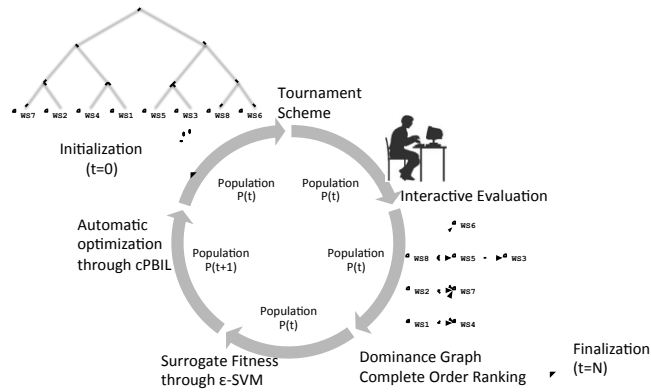 WS7 WS2 WS4 WS1 WS5 WS3 WS8 WS6
Tournament
Scheme
Initialization
(t=0)
Population
P(t)
Population
P(t)
Interactive Evaluation
WS6
WS8 WS5 WS3
WS2 WS7
WS1 WS4
Automatic
optimization
through cPBIL
Population
P(t+1)
Population
P(t)
Population
P(t)
Surrogate Fitness
through ε-SVM
Dominance Graph
Complete Order Ranking
Finalization
(t=N)